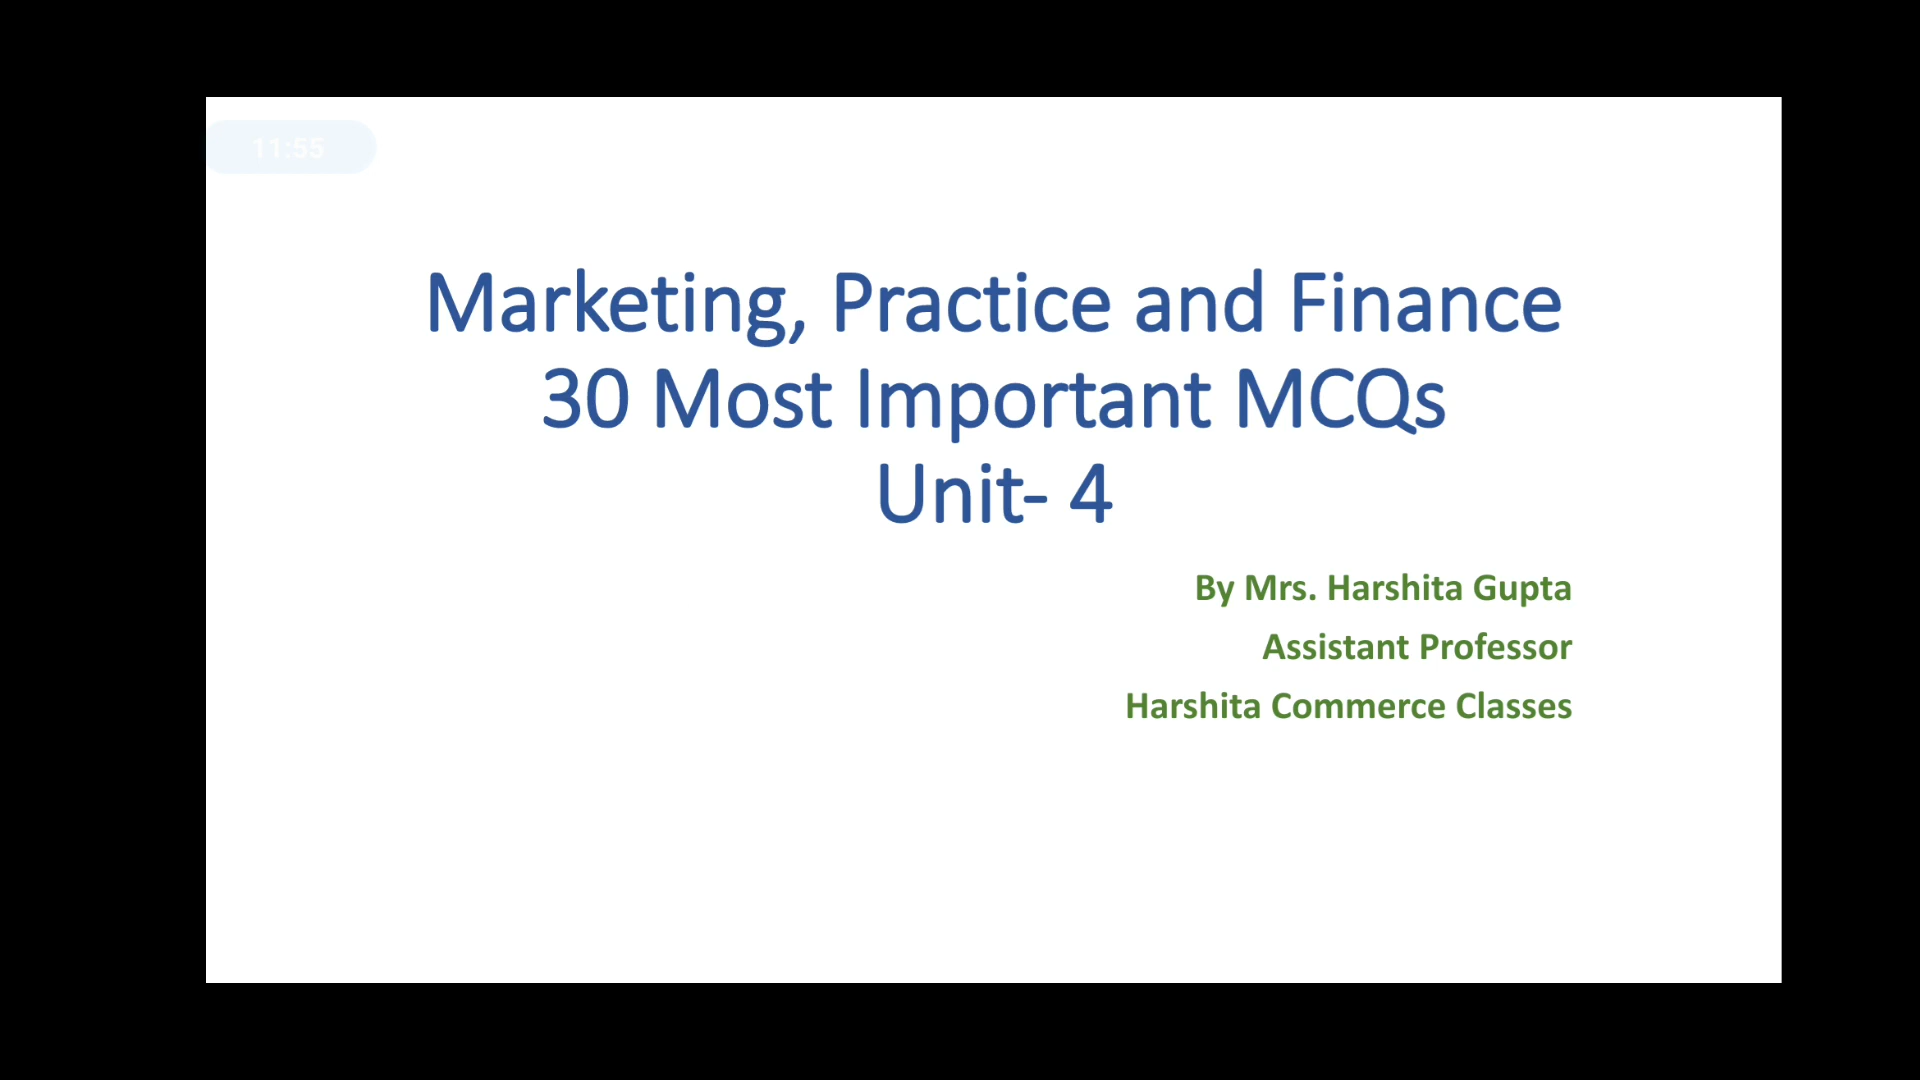 11:55
Marketing, Practice and Finance
30 Most Important MCQs
Unit- 4
By Mrs. Harshita Gupta
Assistant Professor
Harshita Commerce Classes